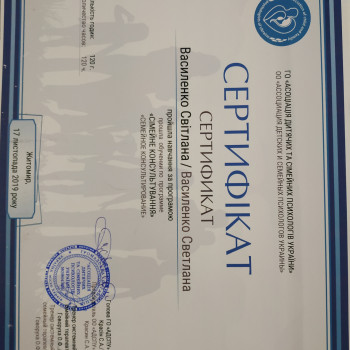 ГО «АСОЦІАЦІЯ ДИТЯЧИХ ТА СІМЕЙНИХ ПСИХОЛОГІВ УКРАЇНИ»
ОО «АССОЦИАЦИЯ ДЕТСКИХ И СЕМЕЙНЫХ ПСИХОЛОГОВ УКРАИНЫ»
СЕРТИФІКАТ
СЕРТИФИКАТ
Василенко Світлана / Василенко Светлана
пройшла навчання за програмою
прошла обучение по программе
«СІМЕЙНЕ КОНСУЛЬТУВАННЯ»
«СЕМЕЙНОЕ КОНСУЛЬТИРОВАНИЕ»
120 г.
120 ч.
Житомир,
17 листопада 2019 року